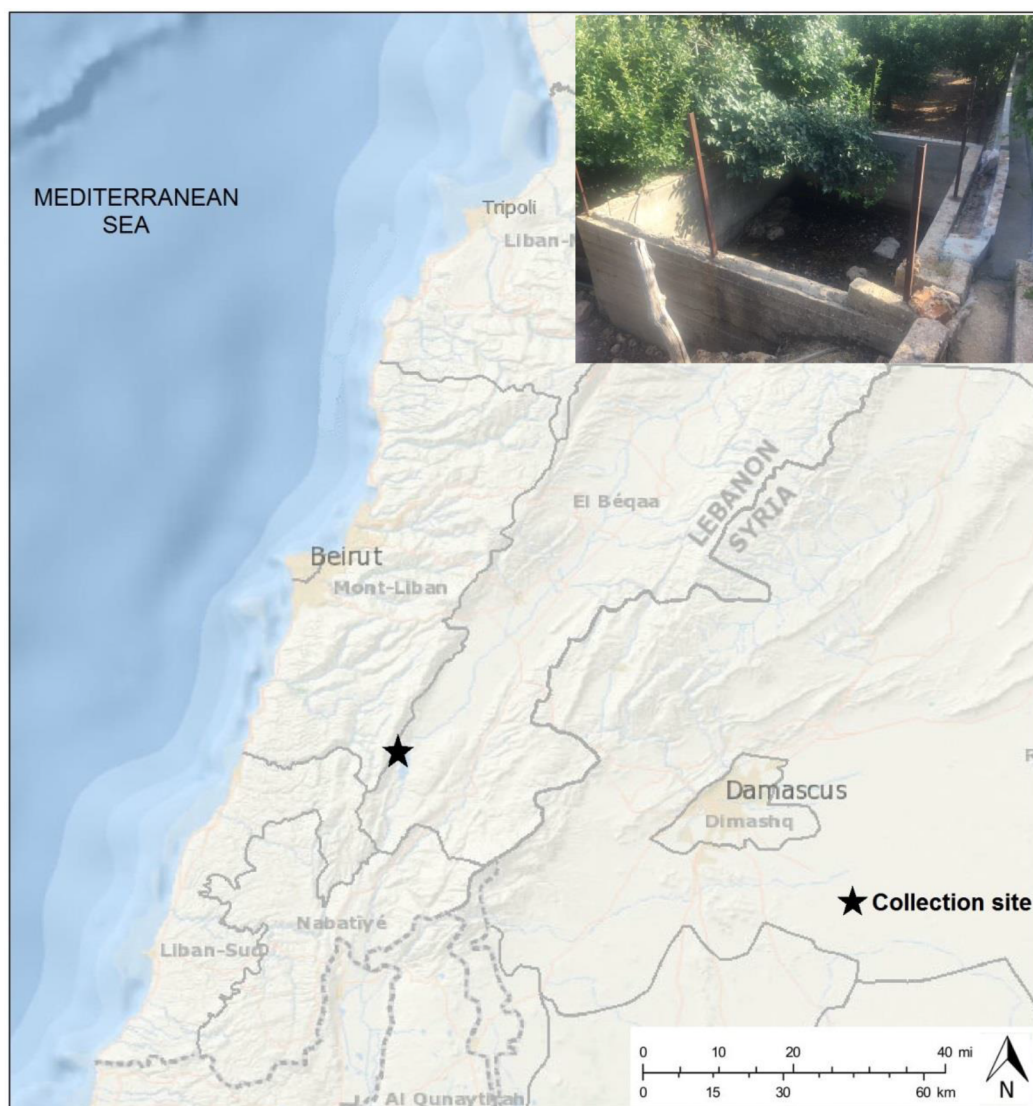 MEDITERRANEAN
SEA
Tripoli
Liban-N
LEBANON
SYRIA
El Béqaa
Beirut
Mont-Liban
Damascus
Dimashq
R
Collection site
Nabatiyé
Liban-Sud
Al Qunaytirah
0 10 20 40 mi
0 15 30 60 km
N